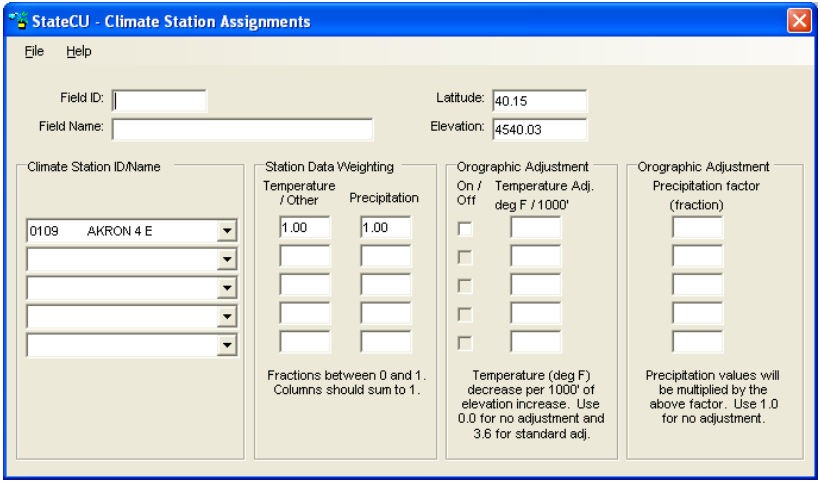 StateCU - Climate Station Assignments
File Help
Field ID: Latitude: 40.15
Field Name: Elevation: 4540.03
Climate Station ID/Name
0109 AKRON 4 E
Station Data Weighting
Temperature / Other
Precipitation
1.00 1.00
Fractions between 0 and 1.
Columns should sum to 1.
Orographic Adjustment
On / Off
Temperature Adj.
deg F / 1000'
Temperature (deg F)
decrease per 1000' of
elevation increase. Use
0.0 for no adjustment and
3.6 for standard adj.
Orographic Adjustment
Precipitation factor
(fraction)
Precipitation values will
be multiplied by the
above factor. Use 1.0
for no adjustment.